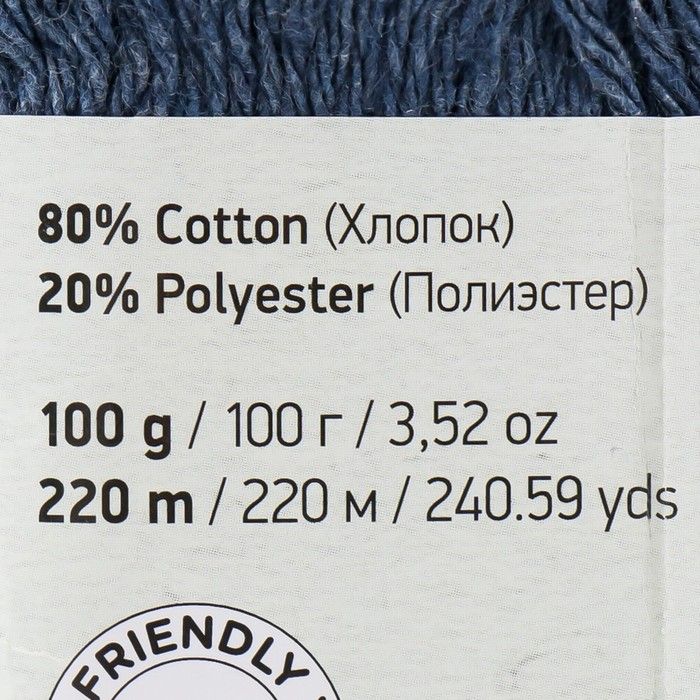 80% Cotton (Хлопок)
20% Polyester (Полиэстер)
100 g / 100 г / 3,52 oz
220 m / 220 м / 240.59 yds
FRIENDLY